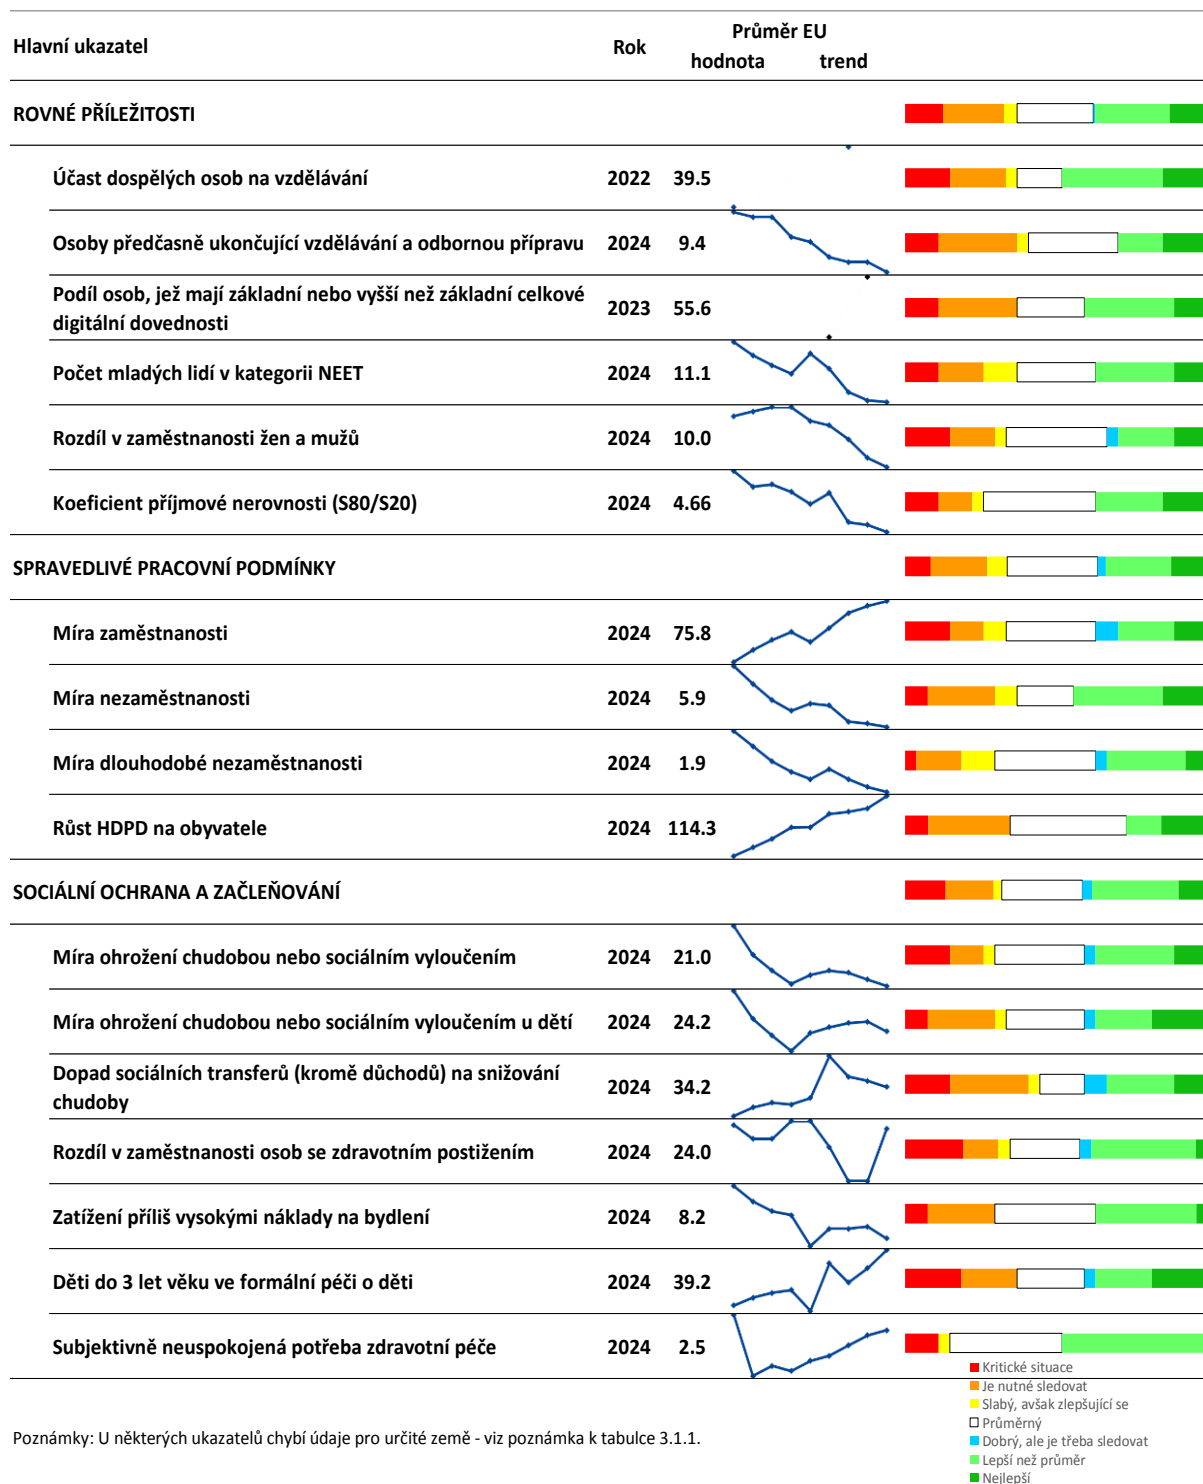 Hlavní ukazatel Rok Průměr EU
hodnota trend
ROVNÉ PŘÍLEŽITOSTI
Účast dospělých osob na vzdělávání 2022 39.5
Osoby předčasně ukončující vzdělávání a odbornou přípravu 2024 9.4
Podíl osob, jež mají základní nebo vyšší než základní celkové
digitální dovednosti 2023 55.6
Počet mladých lidí v kategorii NEET 2024 11.1
Rozdíl v zaměstnanosti žen a mužů 2024 10.0
Koeficient příjmové nerovnosti (S80/S20) 2024 4.66
SPRAVEDLIVÉ PRACOVNÍ PODMÍNKY
Míra zaměstnanosti 2024 75.8
Míra nezaměstnanosti 2024 5.9
Míra dlouhodobé nezaměstnanosti 2024 1.9
Růst HDPD na obyvatele 2024 114.3
SOCIÁLNÍ OCHRANA A ZAČLEŇOVÁNÍ
Míra ohrožení chudobou nebo sociálním vyloučením 2024 21.0
Míra ohrožení chudobou nebo sociálním vyloučením u dětí 2024 24.2
Dopad sociálních transferů (kromě důchodů) na snižování
chudoby 2024 34.2
Rozdíl v zaměstnanosti osob se zdravotním postižením 2024 24.0
Zatížení příliš vysokými náklady na bydlení 2024 8.2
Děti do 3 let věku ve formální péči o děti 2024 39.2
Subjektivně neuspokojená potřeba zdravotní péče 2024 2.5
Kritické situace
Je nutné sledovat
Slabý, avšak zlepšující se
Průměrný
Dobrý, ale je třeba sledovat
Lepší než průměr
Nejlepší
Poznámky: U některých ukazatelů chybí údaje pro určité země - viz poznámka k tabulce 3.1.1.